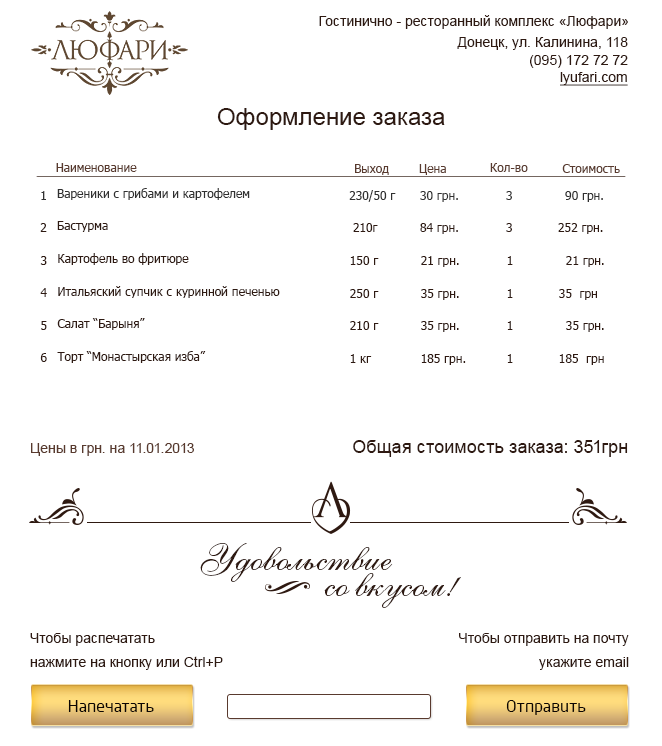 ЛЮФАРИ
Гостинично - ресторанный комплекс «Люфари»
Донецк, ул. Калинина, 118
(095) 172 72 72
lyufari.com
Оформление заказа
Наименование Выход Цена Кол-во Стоимость
1 Вареники с грибами и картофелем 230/50 г 30 грн. 3 90 грн.
2 Бастурма 210г 84 грн. 3 252 грн.
3 Картофель во фритюре 150 г 21 грн. 1 21 грн.
4 Итальяский супчик с куринной печенью 250 г 35 грн. 1 35 грн
5 Салат “Барыня” 210 г 35 грн. 1 35 грн.
6 Торт “Монастырская изба” 1 кг 185 грн. 1 185 грн
Цены в грн. на 11.01.2013 Общая стоимость заказа: 351грн
Л
Удовольствие
со вкусом!
Чтобы распечатать Чтобы отправить на почту
нажмите на кнопку или Ctrl+P укажите email
Напечатать Отправить